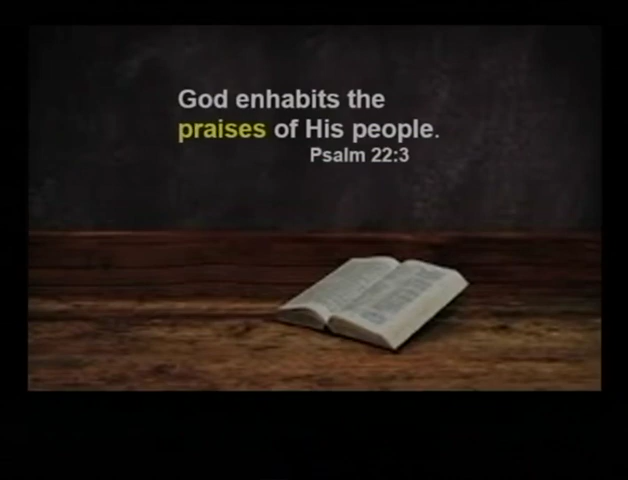 God enhabits the
praises of His people.
Psalm 22:3